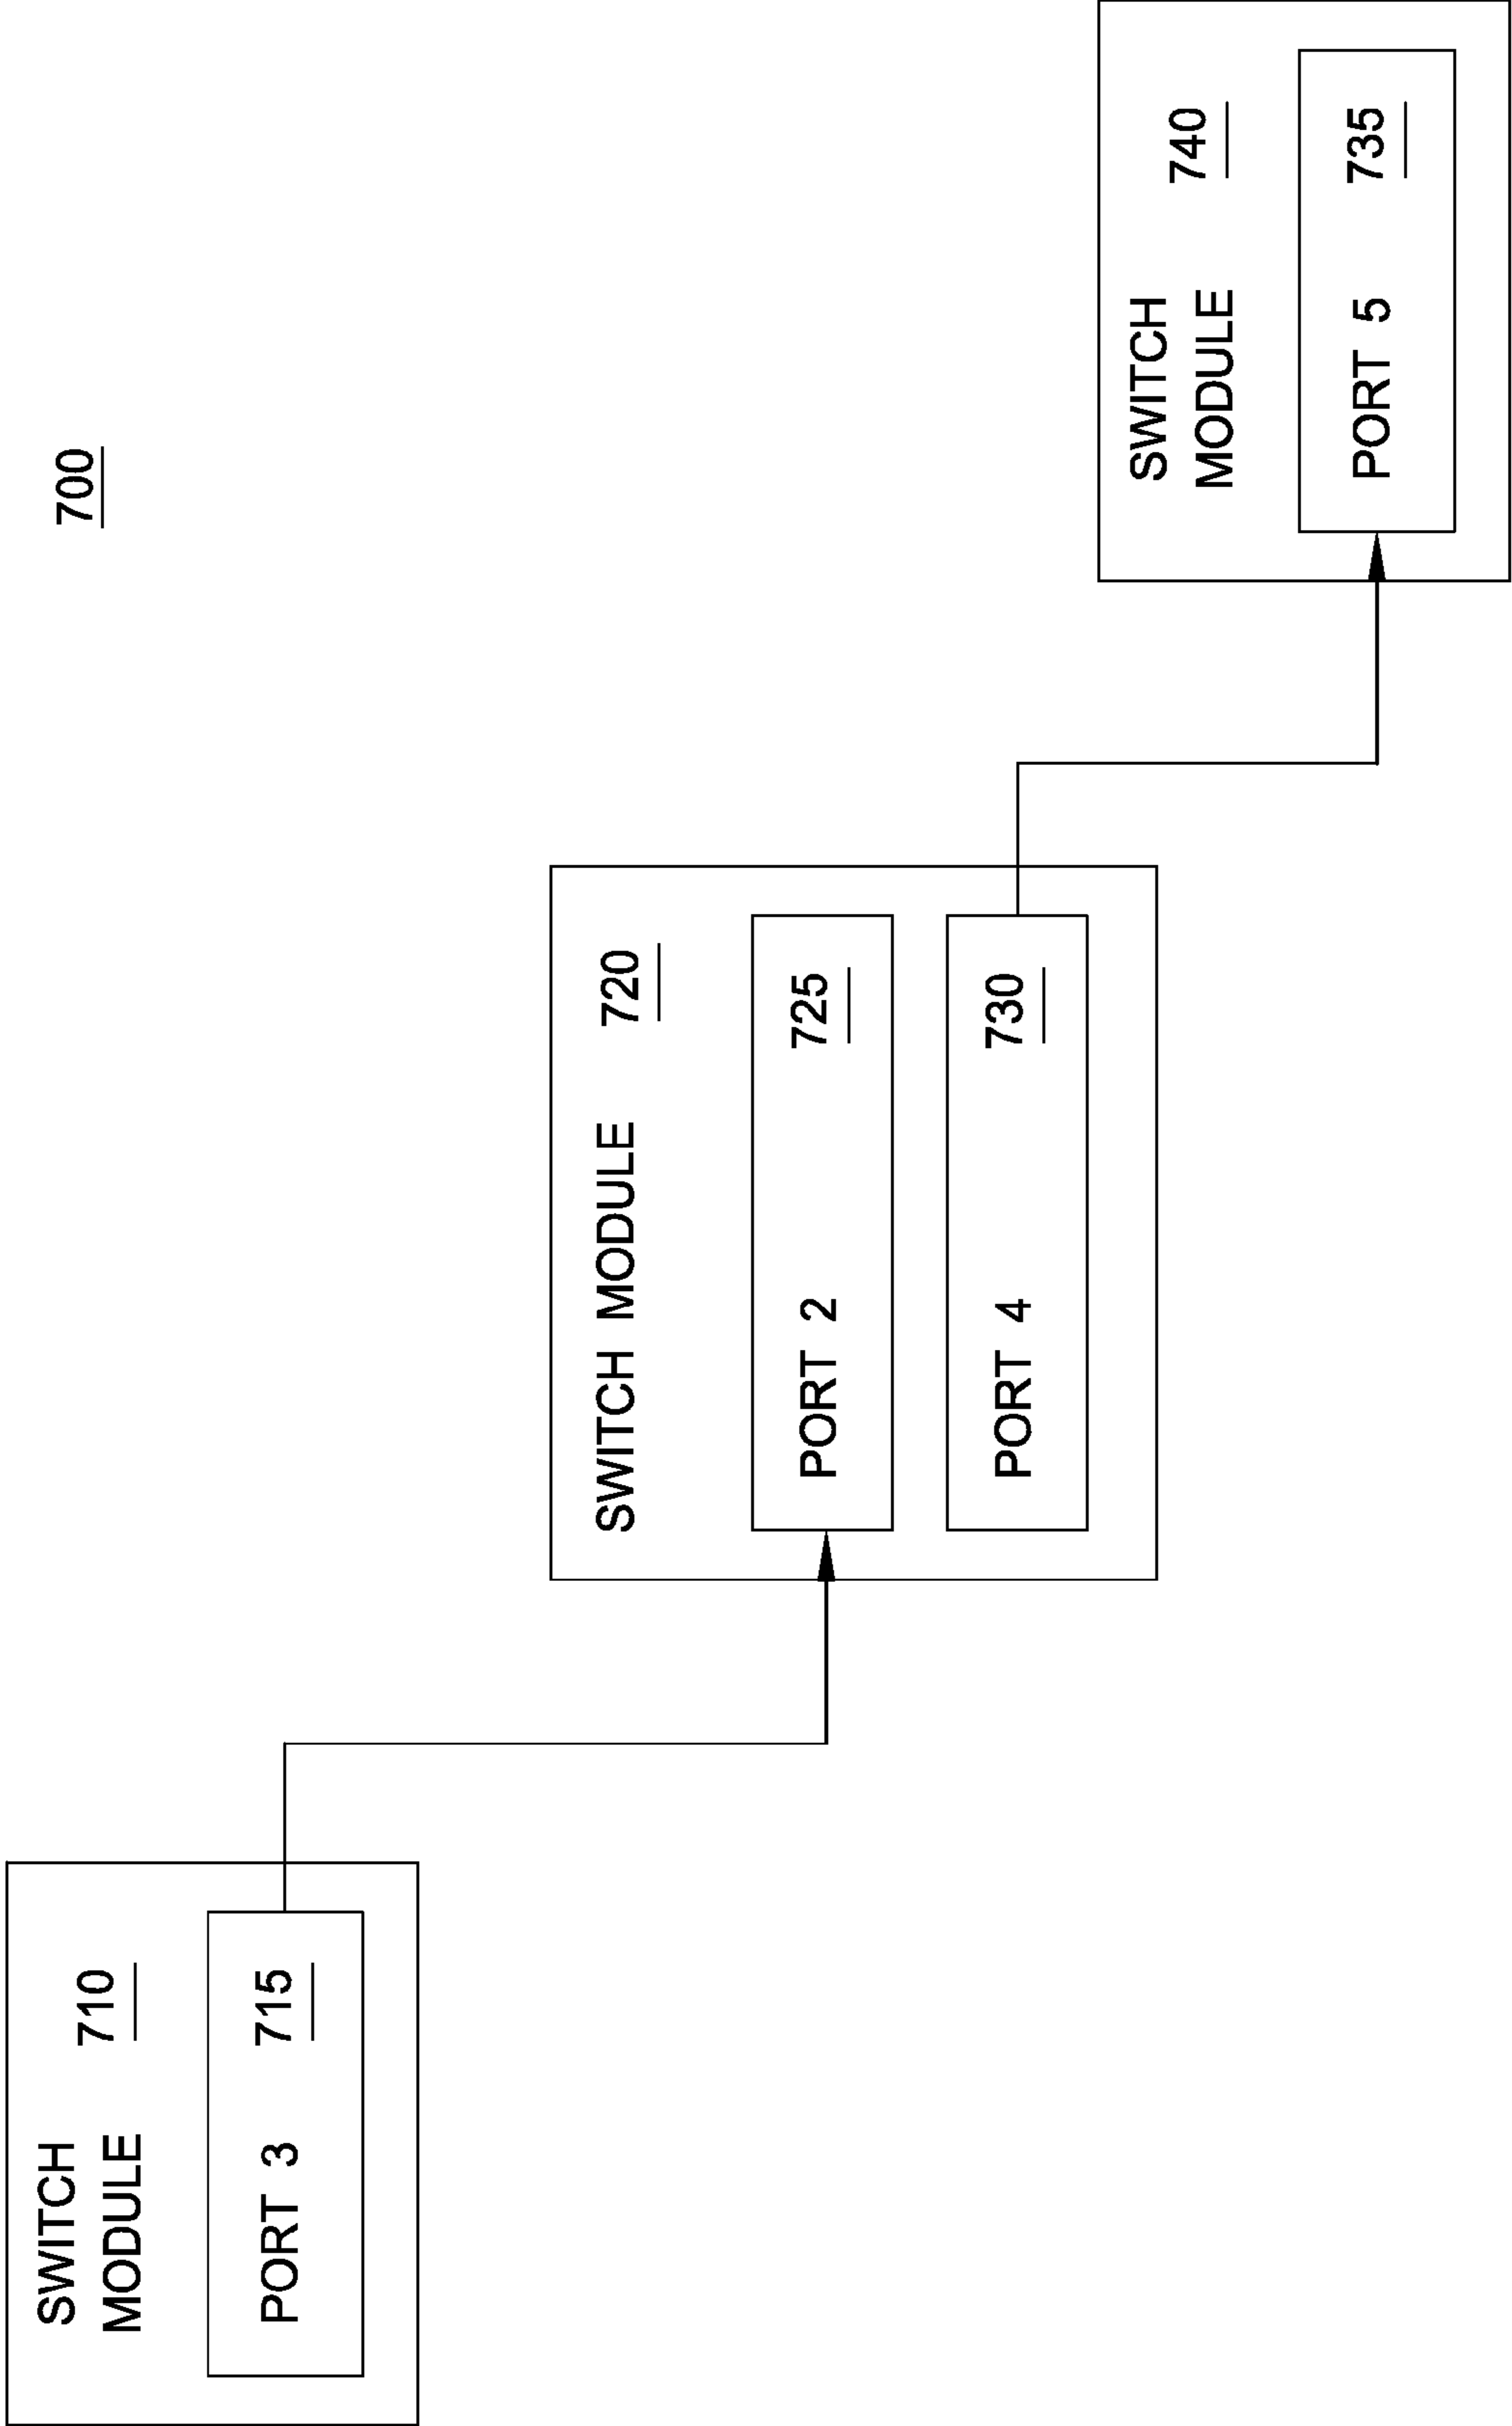 700
SWITCH
MODULE
710
PORT 3 715
SWITCH MODULE 720
PORT 2 725
PORT 4 730
SWITCH
MODULE
740
PORT 5 735